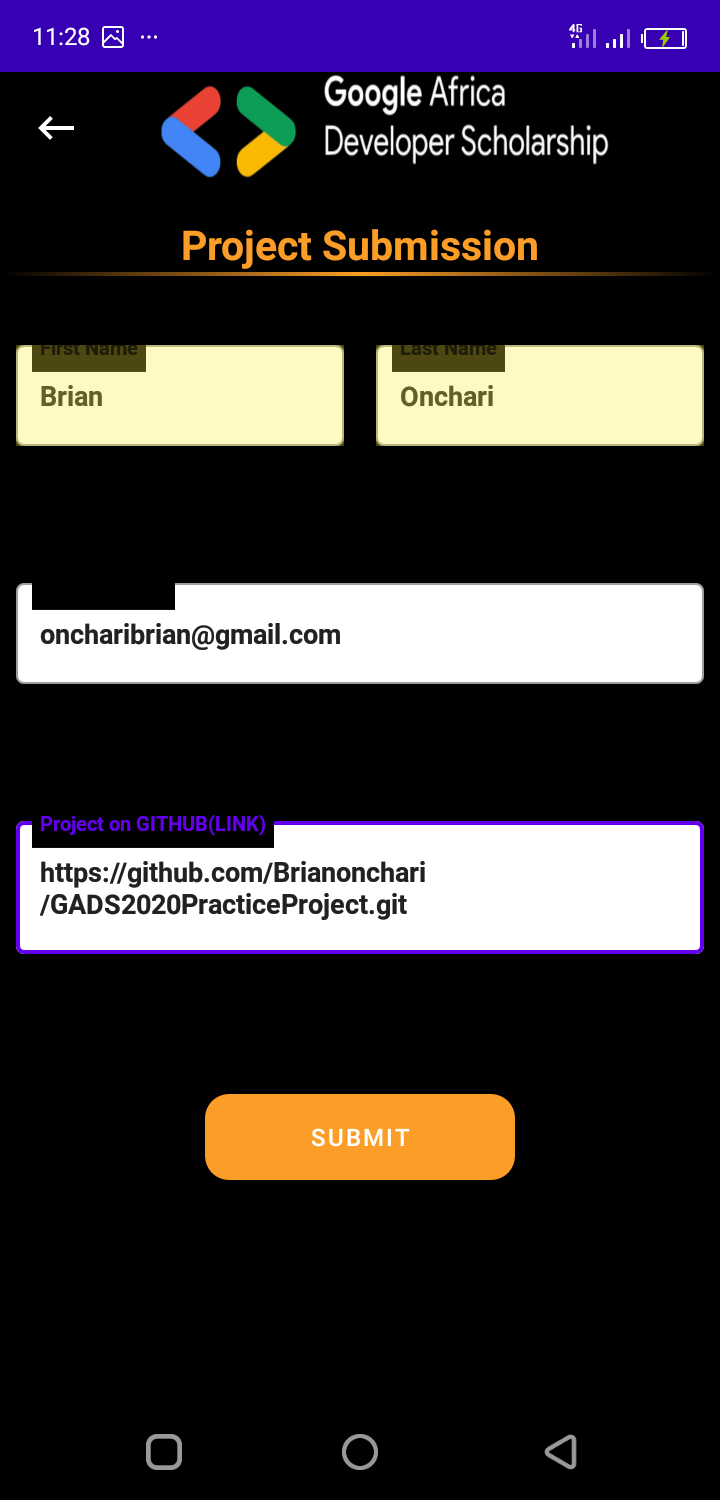 11:28
4G
Google Africa
Developer Scholarship
Project Submission
First Name
Last Name
Brian
Onchari
oncharibrian@gmail.com
Project on GITHUB(LINK)
https://github.com/Brianonchari
/GADS2020PracticeProject.git
SUBMIT